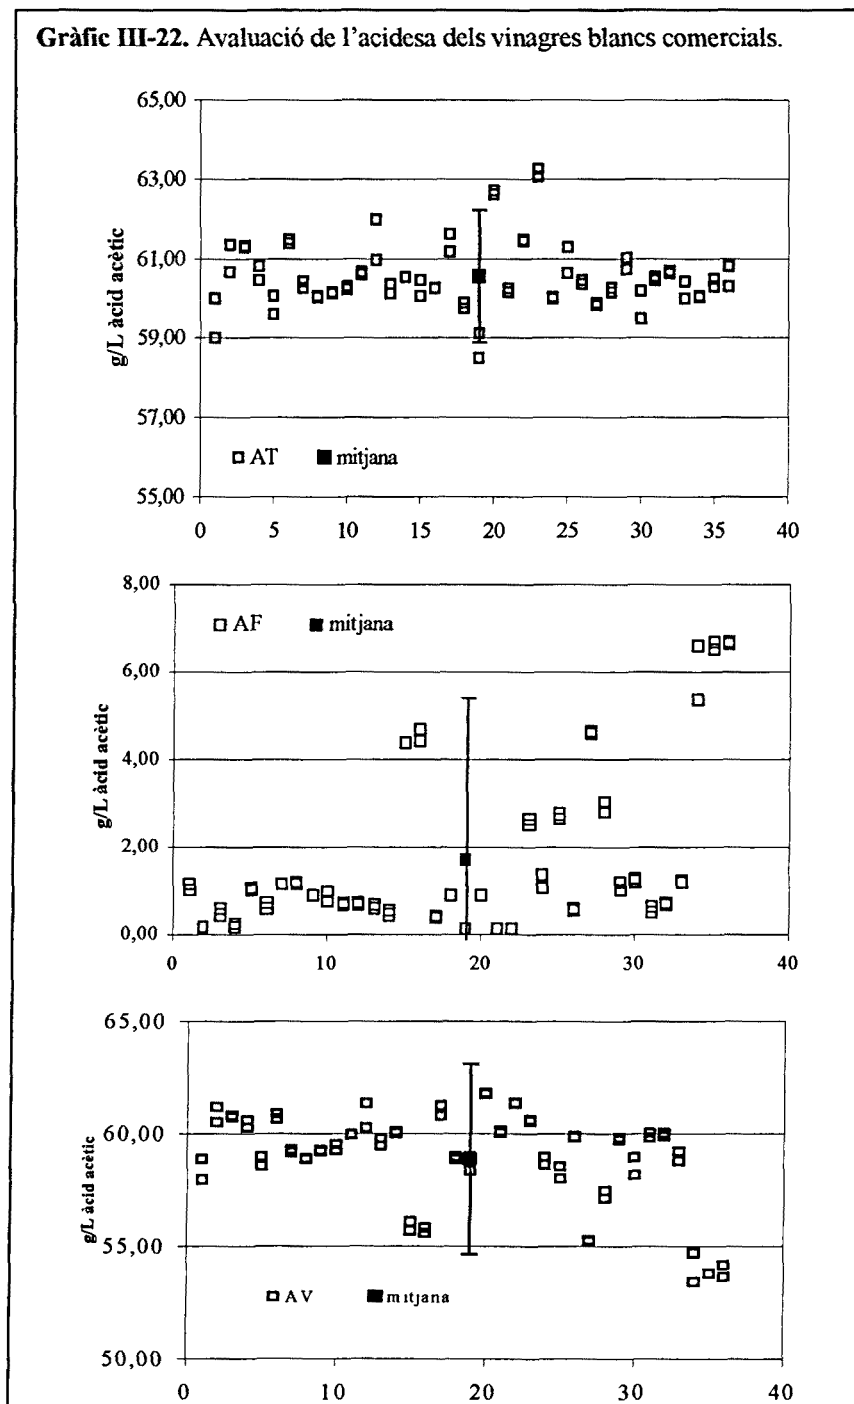 Gràfic III-22. Avaluació de l'acidesa dels vinagres blancs comercials.
65,00
63,00
61,00
59,00
57,00
55,00
g/L àcid acètic
AT mitjana
0 5 10 15 20 25 30 35 40
8,00
6,00
4,00
2,00
0,00
g/L àcid acètic
AF mitjana
0 10 20 30 40
65,00
60,00
55,00
50,00
g/L àcid acètic
AV mitjana
0 10 20 30 40